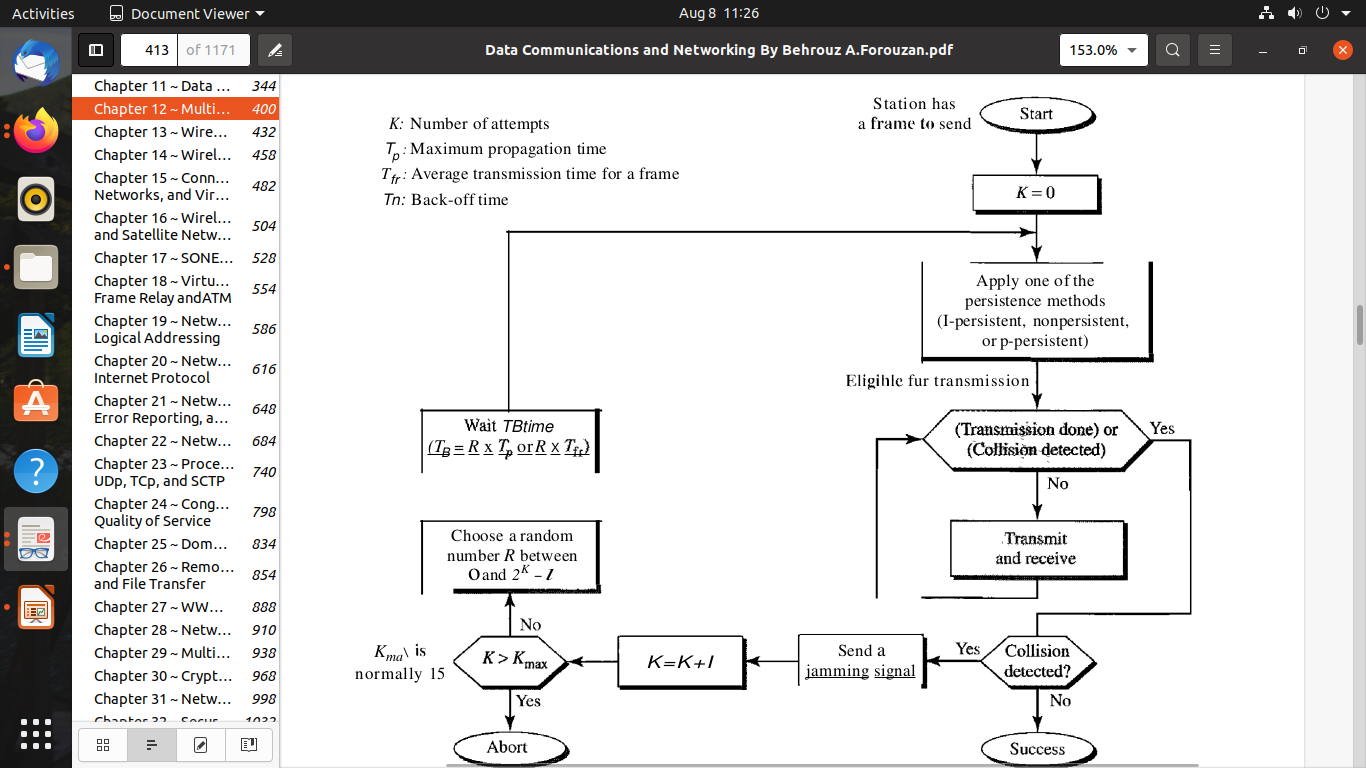 Activities
Document Viewer
Aug 8 11:26
413
of 1171
Data Communications and Networking By Behrouz A.Forouzan.pdf
153.0%
Chapter 11 ~ Data ... 344
Chapter 12 ~ Multi... 400
Chapter 13 ~ Wire... 432
Chapter 14 ~ Wirel... 458
Chapter 15 ~ Conn...
Networks, and Vir... 482
Chapter 16 ~ Wirel...
and Satellite Netw... 504
Chapter 17 ~ SONE... 528
Chapter 18 ~ Virtu...
Frame Relay andATM 554
Chapter 19 ~ Netw...
Logical Addressing 586
Chapter 20 ~ Netw...
Internet Protocol 616
Chapter 21 ~ Netw...
Error Reporting, a... 648
Chapter 22 ~ Netw... 684
Chapter 23 ~ Proce...
UDp, TCp, and SCTP 740
Chapter 24 ~ Cong...
Quality of Service 798
Chapter 25 ~ Dom... 834
Chapter 26 ~ Remo...
and File Transfer 854
Chapter 27 ~ WW... 888
Chapter 28 ~ Netw... 910
Chapter 29 ~ Multi... 938
Chapter 30 ~ Crypt... 968
Chapter 31 ~ Netw... 998
K: Number of attempts
Tp : Maximum propagation time
Tfr : Average transmission time for a frame
Tn: Back-off time
Station has
a frame to send
Start
K = 0
Apply one of the
persistence methods
(I-persistent, nonpersistent,
or p-persistent)
Eligihle fur transmission
(Transmission done) or
(Collision detected)
Yes
No
Transmit
and receive
Wait TBtime
(TB = R x Tp or R x Tfr)
Choose a random
number R between
O and 2^K - l
No
Kma\ is
normally 15
K > Kmax
K=K+I
Send a
jamming signal
Yes
Collision
detected?
Yes
No
Abort
Success